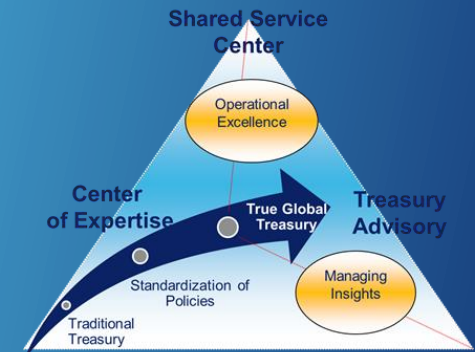 Shared Service
Center
Operational
Excellence
Center
of Expertise
True Global
Treasury
Treasury
Advisory
Standardization of
Policies
Managing
Insights
Traditional
Treasury